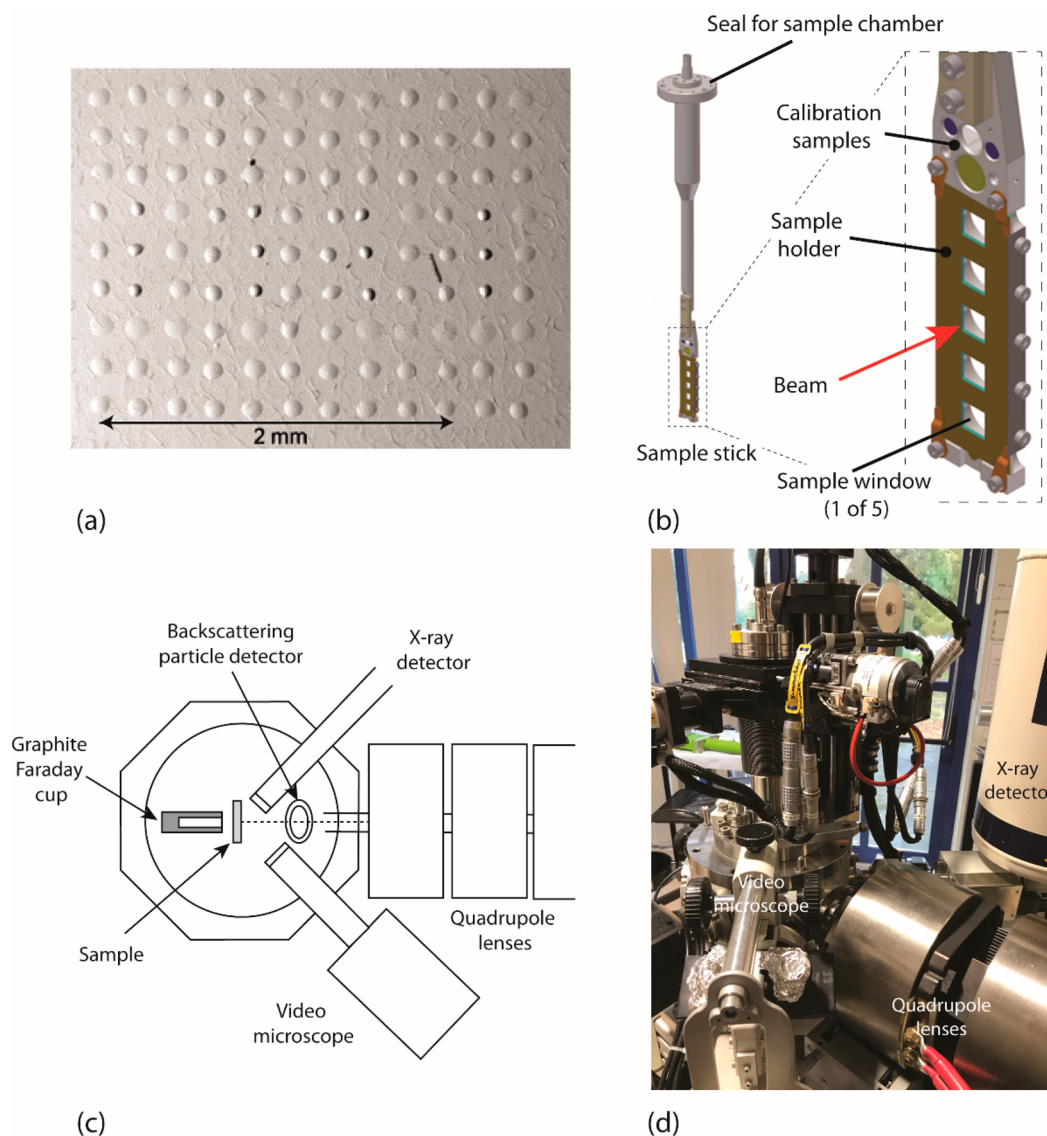 Seal for sample chamber
Calibration
samples
Sample
holder
Beam
2 mm
Sample stick
Sample window
(1 of 5)
(a)
(b)
Backscattering
particle detector
X-ray
detector
Graphite
Faraday
cup
Sample
Quadrupole
lenses
Video
microscope
X-ray
detector
Video
microscope
Quadrupole
lenses
(c)
(d)